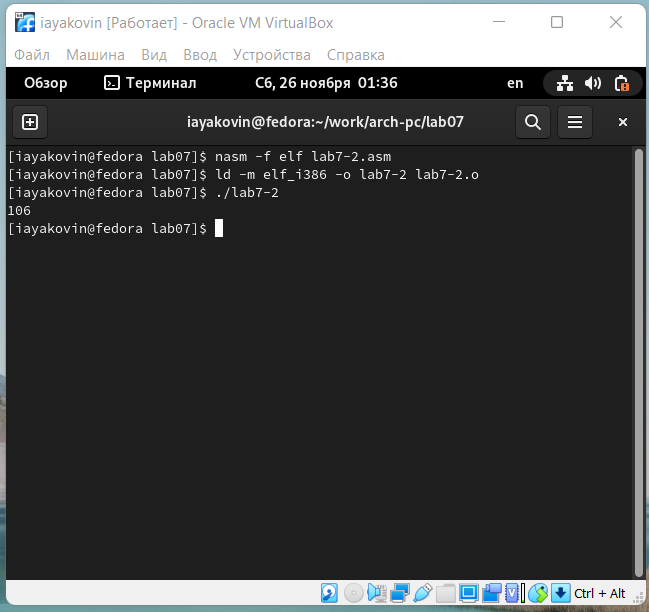 iayakovin [Работает] - Oracle VM VirtualBox
Файл Машина Вид Ввод Устройства Справка
Обзор Терминал Сб, 26 ноября 01:36 en
iayakovin@fedora:~/work/arch-pc/lab07
[iayakovin@fedora lab07]$ nasm -f elf lab7-2.asm
[iayakovin@fedora lab07]$ ld -m elf_i386 -o lab7-2 lab7-2.o
[iayakovin@fedora lab07]$ ./lab7-2
106
[iayakovin@fedora lab07]$
Ctrl + Alt